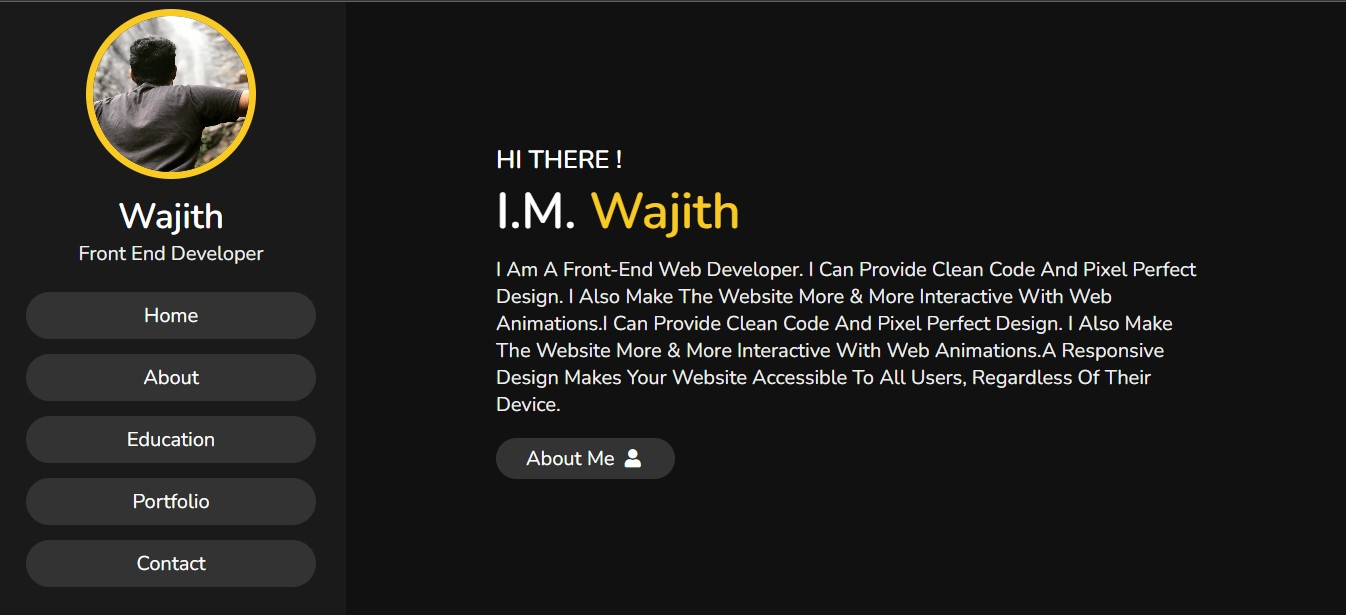 Wajith
Front End Developer
Home
About
Education
Portfolio
Contact
HI THERE !
I.M. Wajith
I Am A Front-End Web Developer. I Can Provide Clean Code And Pixel Perfect
Design. I Also Make The Website More & More Interactive With Web
Animations.I Can Provide Clean Code And Pixel Perfect Design. I Also Make
The Website More & More Interactive With Web Animations.A Responsive
Design Makes Your Website Accessible To All Users, Regardless Of Their
Device.
About Me